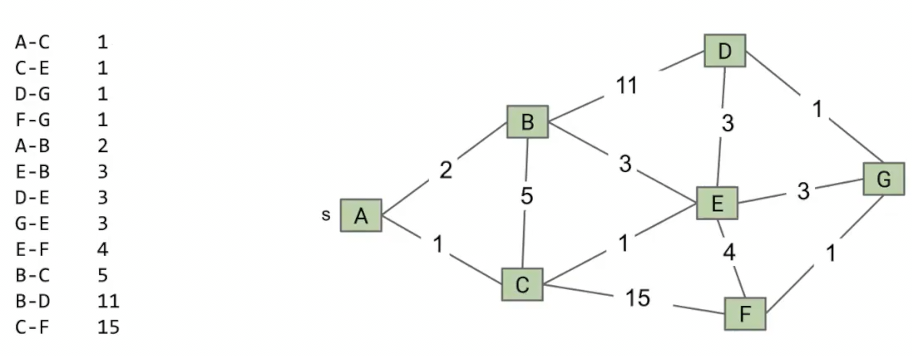 A-C 1
C-E 1
D-G 1
F-G 1
A-B 2
E-B 3
D-E 3
G-E 3
E-F 4
B-C 5
B-D 11
C-F 15
D
11
1
B
3
2
3
G
5
3
E
s A
1
1
4
1
C
15
F